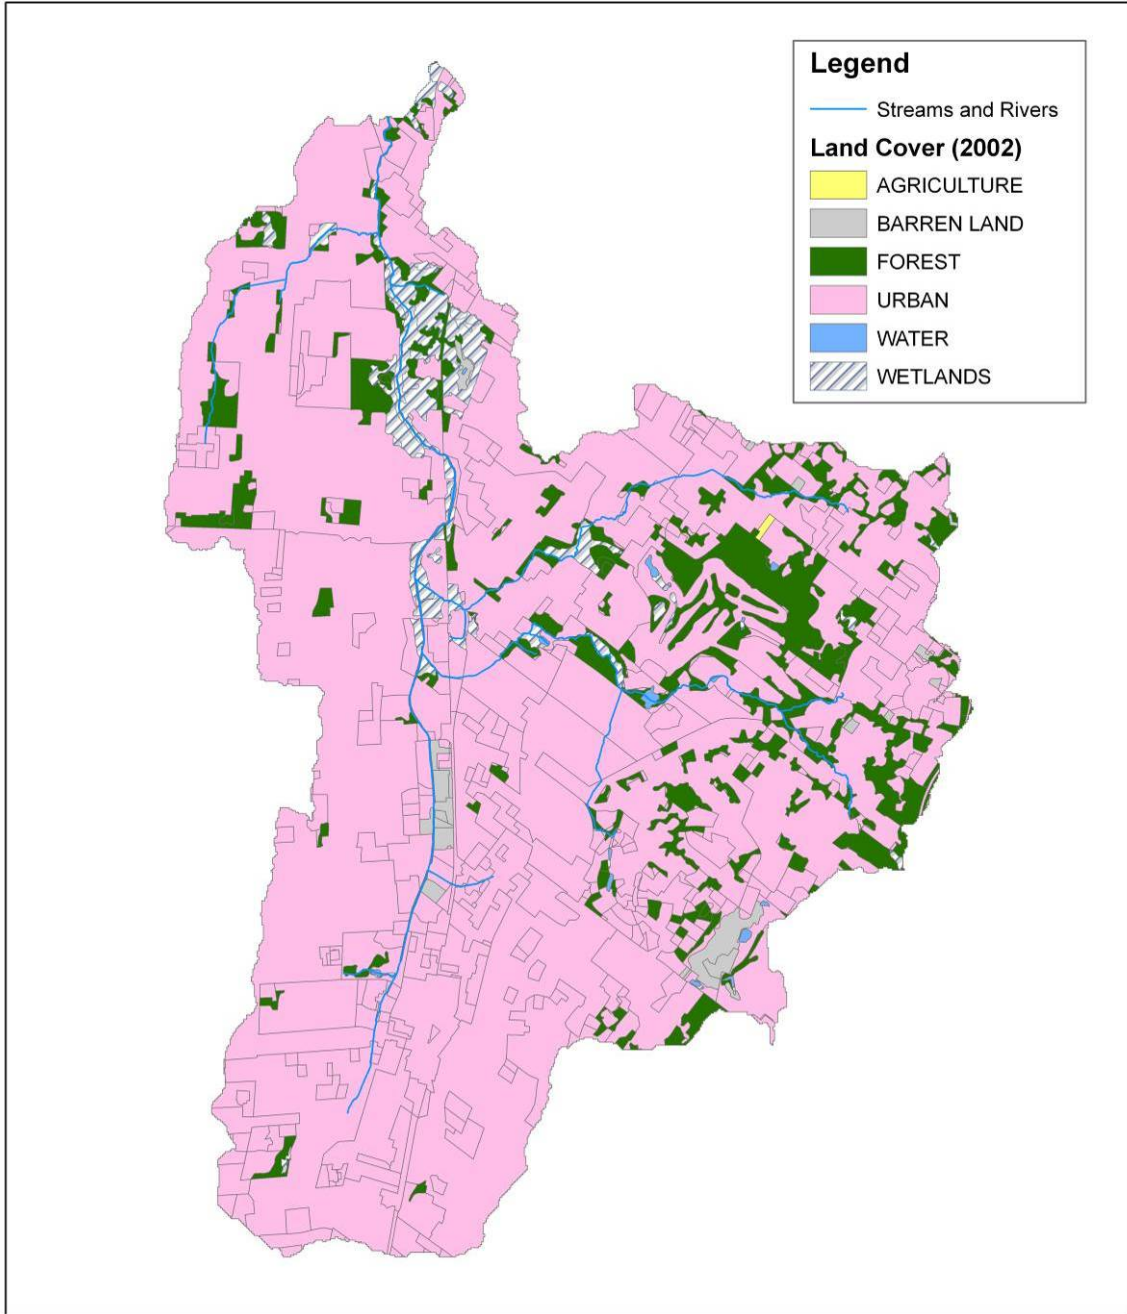 Legend
Streams and Rivers
Land Cover (2002)
AGRICULTURE
BARREN LAND
FOREST
URBAN
WATER
WETLANDS